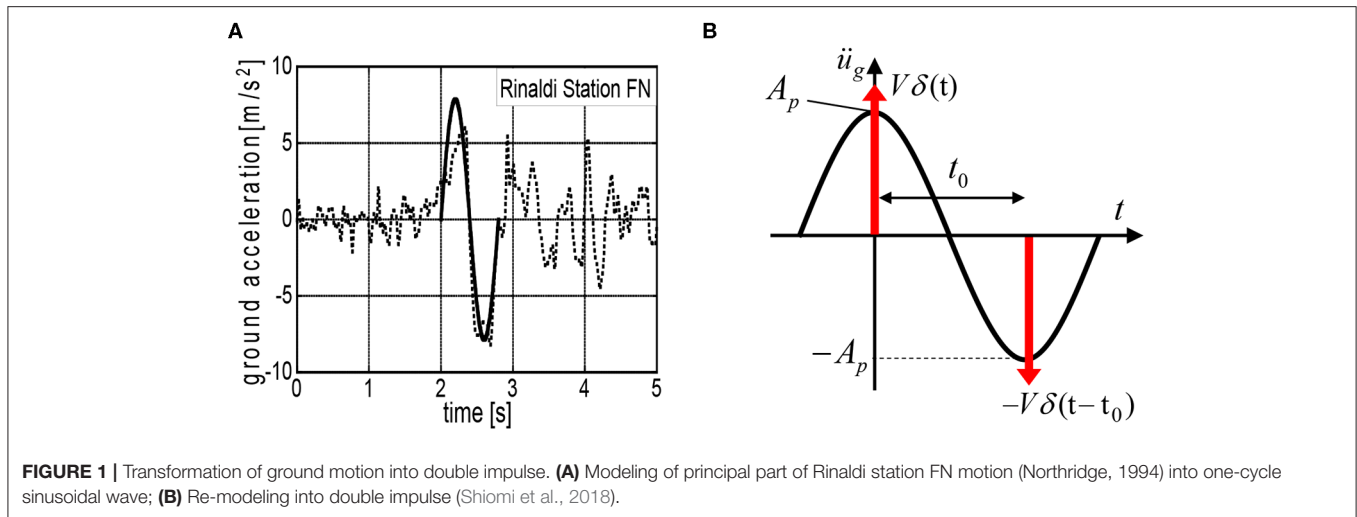 A
B
10
5
0
-5
-10
ground acceleration[m/s²]
Rinaldi Station FN
0 1 2 3 4 5
time [s]
üg
Vδ(t)
Ap
t0
t
−Ap
−Vδ(t−t0)
FIGURE 1 | Transformation of ground motion into double impulse. (A) Modeling of principal part of Rinaldi station FN motion (Northridge, 1994) into one-cycle
sinusoidal wave; (B) Re-modeling into double impulse (Shiomi et al., 2018).